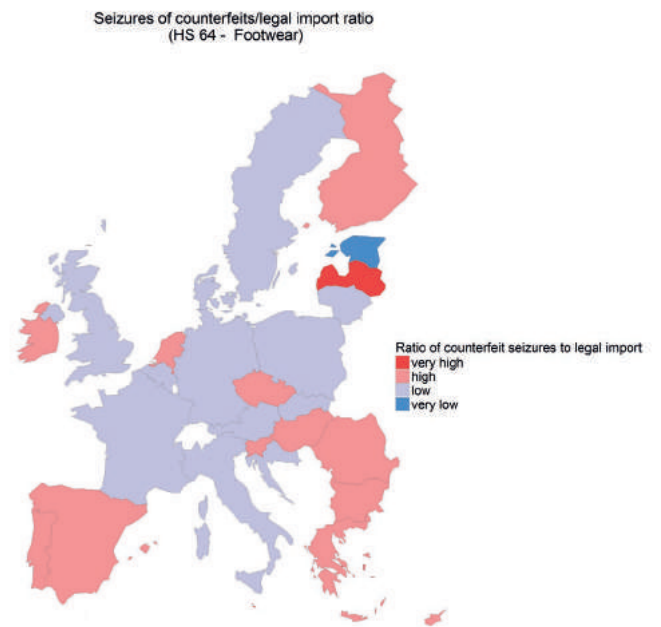 Seizures of counterfeits/legal import ratio
(HS 64 - Footwear)
Ratio of counterfeit seizures to legal import
very high
high
low
very low